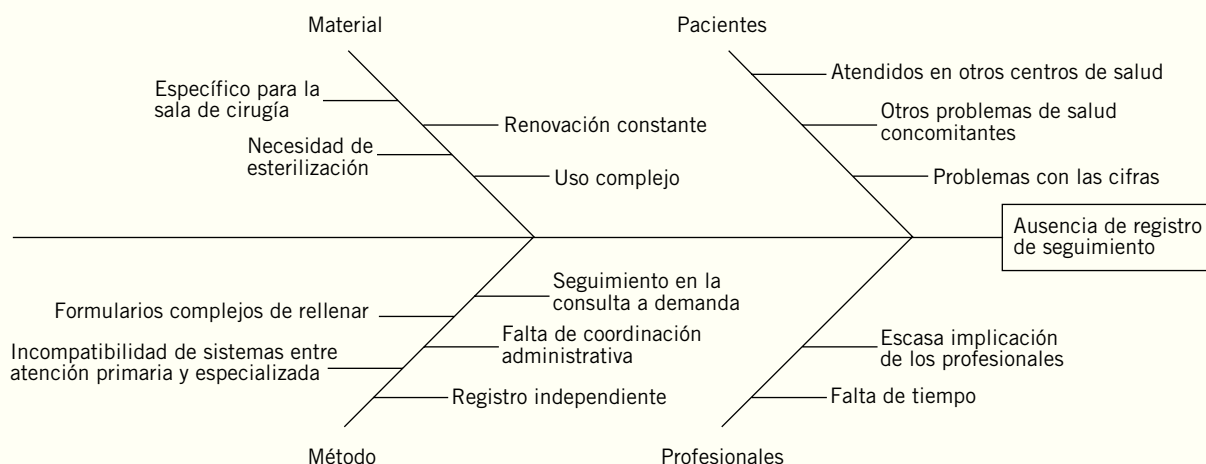 Material
Específico para la
sala de cirugía
Renovación constante
Necesidad de
esterilización
Uso complejo
Pacientes
Atendidos en otros centros de salud
Otros problemas de salud
concomitantes
Problemas con las cifras
Ausencia de registro
de seguimiento
Seguimiento en la
consulta a demanda
Formularios complejos de rellenar
Falta de coordinación
administrativa
Incompatibilidad de sistemas entre
atención primaria y especializada
Registro independiente
Método
Escasa implicación
de los profesionales
Falta de tiempo
Profesionales